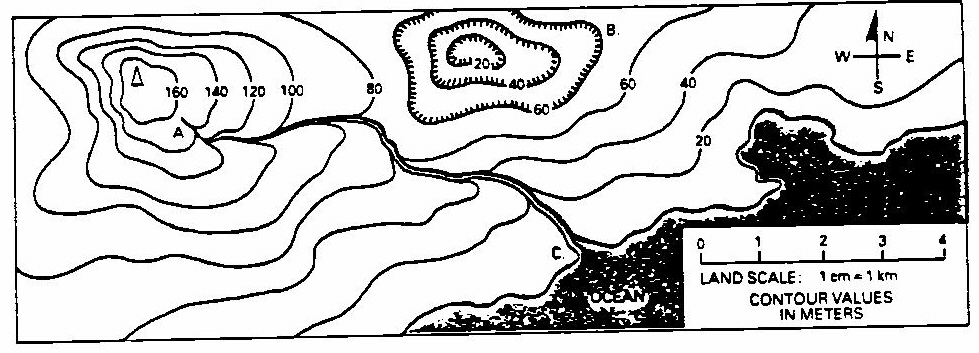 B.
N
W E
S
20
40
60
160 140 120 100 80 60 40
A
20
C.
0 1 2 3 4
LAND SCALE: 1 cm = 1 km
CONTOUR VALUES
IN METERS
OCEAN